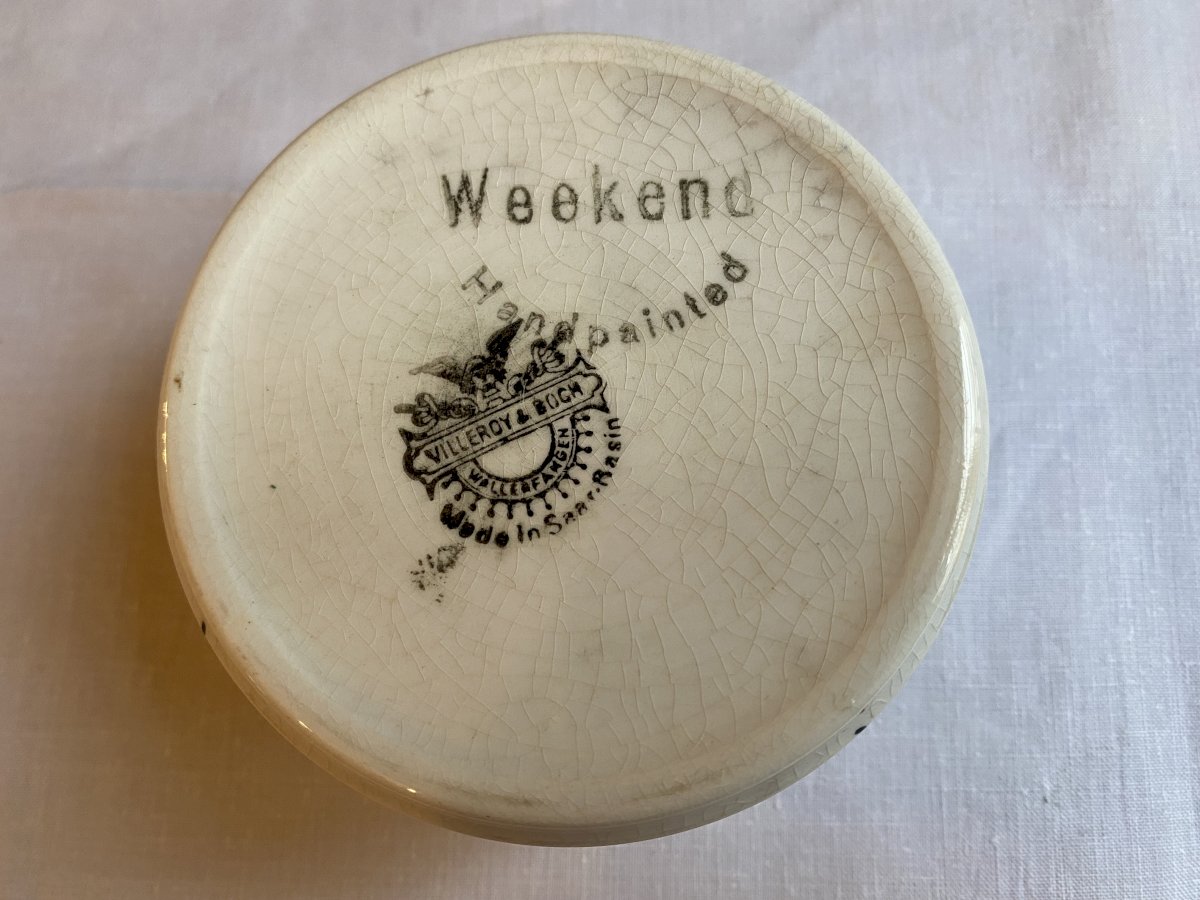 Weekend
Handpainted
VILLEROY & BOCH
WALLERFANGEN
Made in Saar-Basin